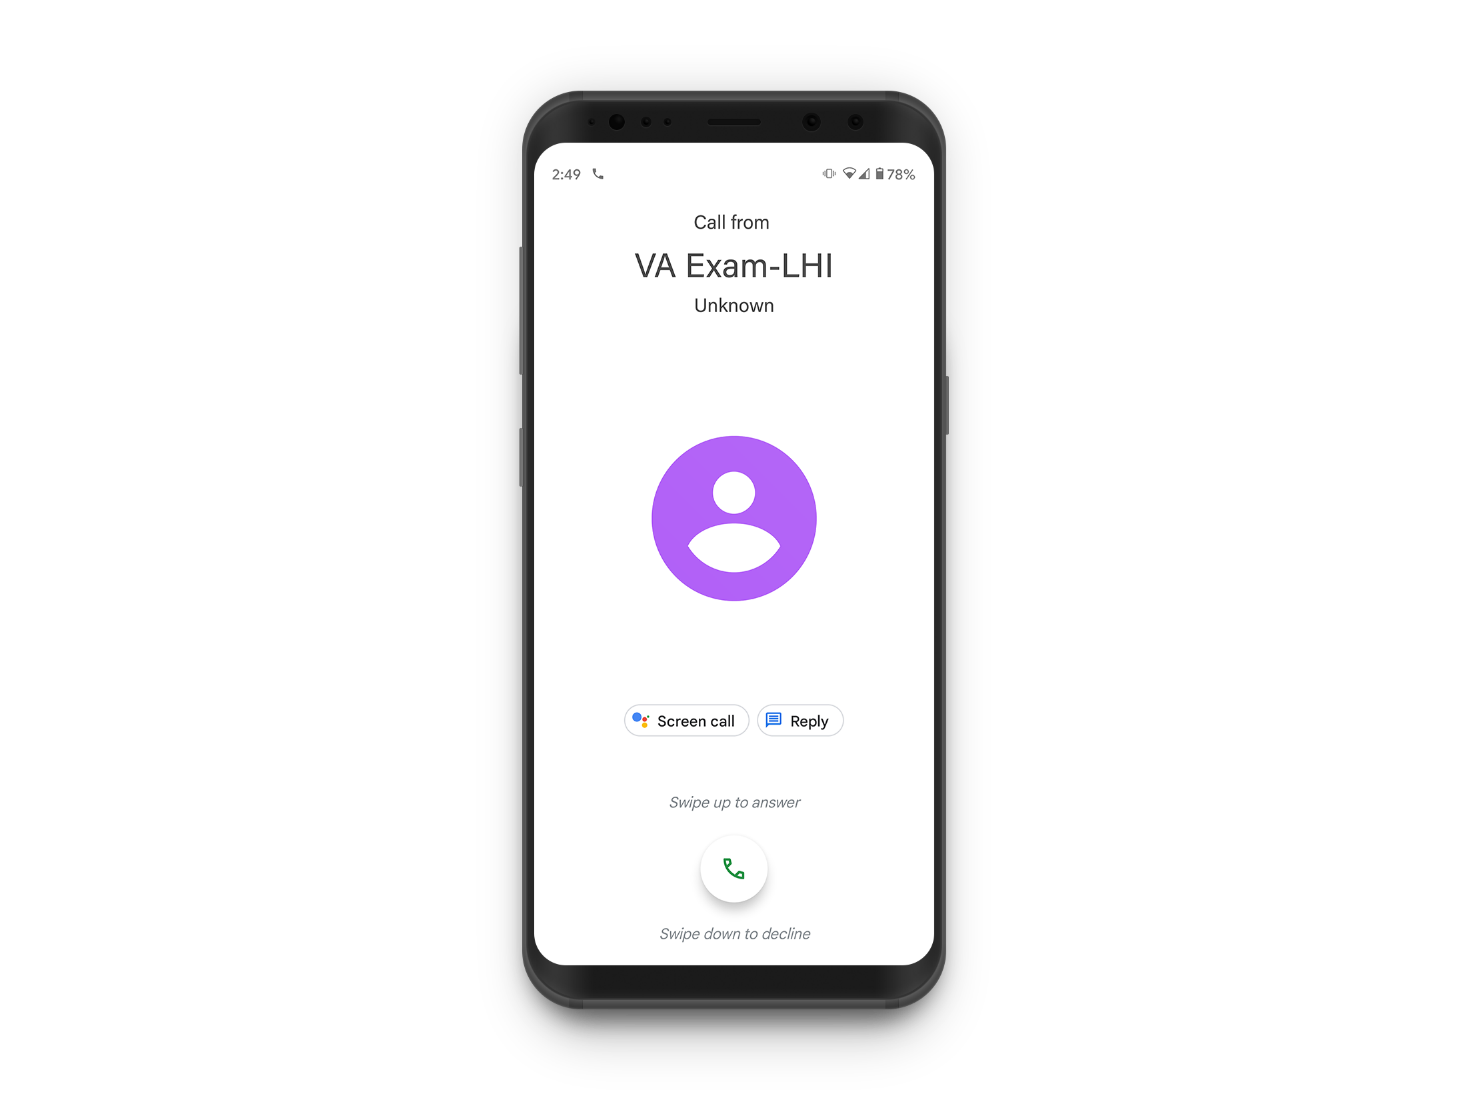 2:49 78%
Call from
VA Exam-LHI
Unknown
Screen call Reply
Swipe up to answer
Swipe down to decline